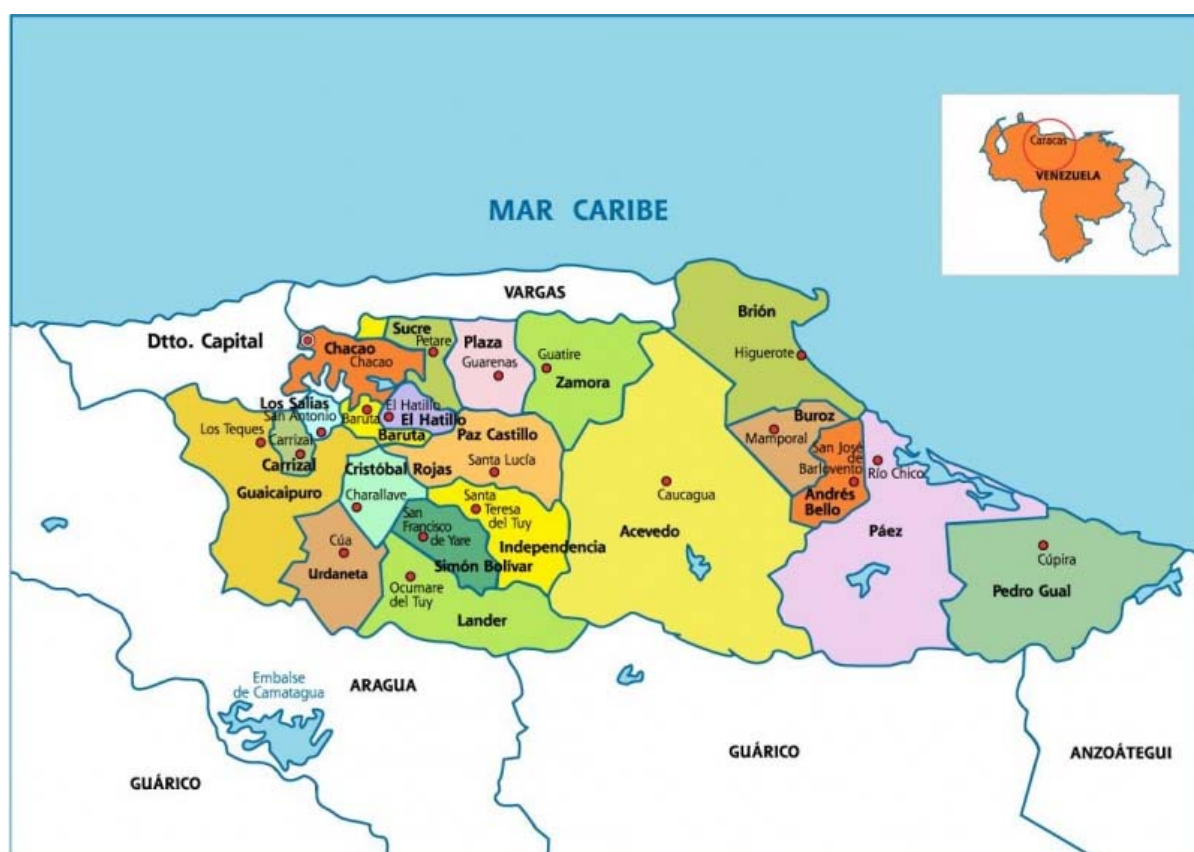 Caracas
VENEZUELA
MAR CARIBE
VARGAS
Brión
Higuerote
Dtto. Capital
Chacao
Chacao
Sucre
Petare
Plaza
Guarenas
Guatire
Zamora
Los Salias
San Antonio
Los Teques
Carrizal
Carrizal
Guaicaipuro
Baruta
Baruta
El Hatillo
El Hatillo
Paz Castillo
Santa Lucía
Cristóbal Rojas
Charallave
Buroz
Mamporal
San José
de
Barlovento
Andrés
Bello
Río Chico
Páez
Caucagua
Acevedo
Santa
Teresa
del Tuy
Independencia
San
Francisco
de Yare
Simón Bolívar
Cúa
Urdaneta
Ocumare
del Tuy
Lander
Cúpira
Pedro Gual
Embalse
de Camatagua
ARAGUA
GUÁRICO
GUÁRICO
ANZOÁTEGUI